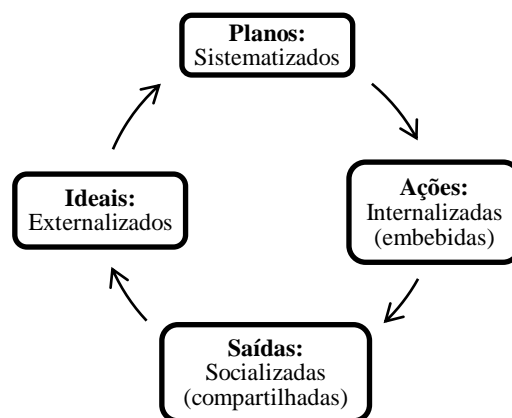 Planos:
Sistematizados
Ações:
Internalizadas
(embebidas)
Saídas:
Socializadas
(compartilhadas)
Ideais:
Externalizados